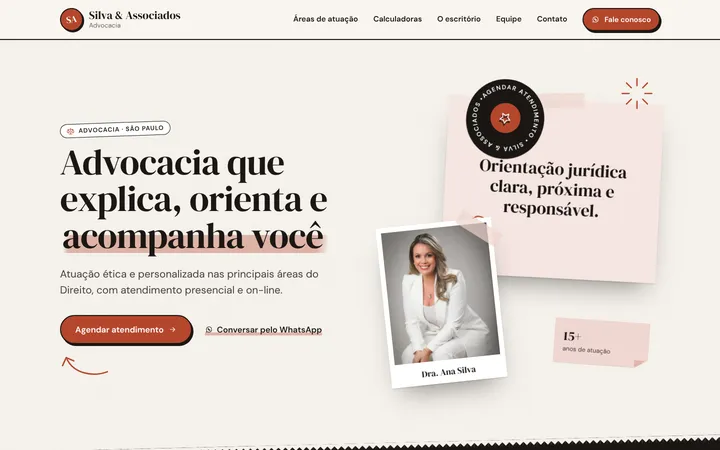 SA
Silva & Associados
Advocacia
Áreas de atuação
Calculadoras
O escritório
Equipe
Contato
Fale conosco
ADVOCACIA · SÃO PAULO
Advocacia que
explica, orienta e
acompanha você
Atuação ética e personalizada nas principais áreas do
Direito, com atendimento presencial e on-line.
Agendar atendimento →
Conversar pelo WhatsApp
AGENDAR ATENDIMENTO • SILVA & ASSOCIADOS •
Orientação jurídica
clara, próxima e
responsável.
Dra. Ana Silva
15+
anos de atuação